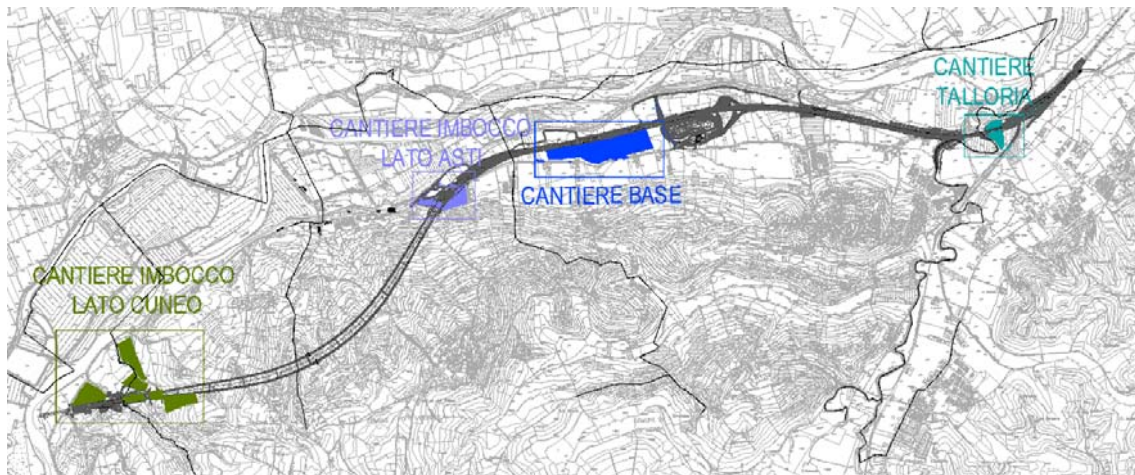 CANTIERE
TALLORIA
CANTIERE IMBOCCO
LATO ASTI
CANTIERE BASE
CANTIERE IMBOCCO
LATO CUNEO